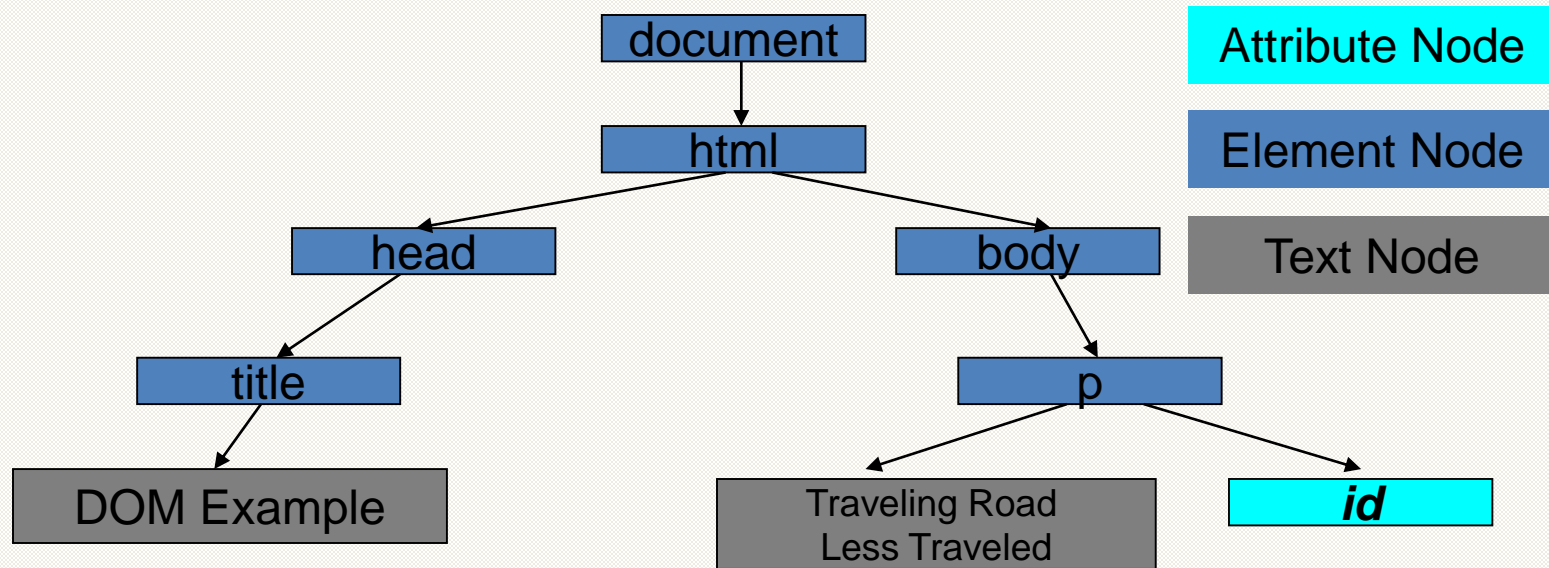 document
Attribute Node
html
Element Node
head
body
Text Node
title
p
DOM Example
Traveling Road
Less Traveled
id